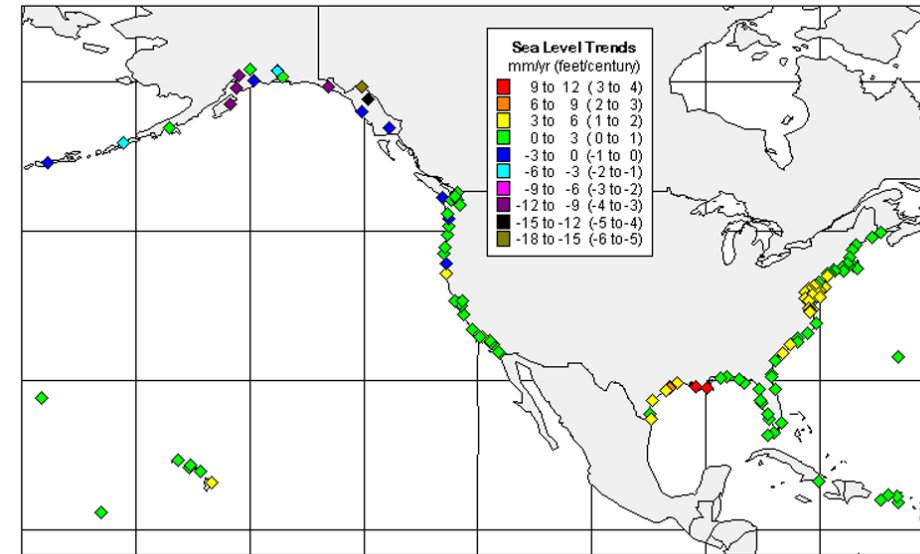 Sea Level Trends
mm/yr (feet/century)
9 to 12 (3 to 4)
6 to 9 (2 to 3)
3 to 6 (1 to 2)
0 to 3 (0 to 1)
-3 to 0 (-1 to 0)
-6 to -3 (-2 to -1)
-9 to -6 (-3 to -2)
-12 to -9 (-4 to -3)
-15 to -12 (-5 to -4)
-18 to -15 (-6 to -5)